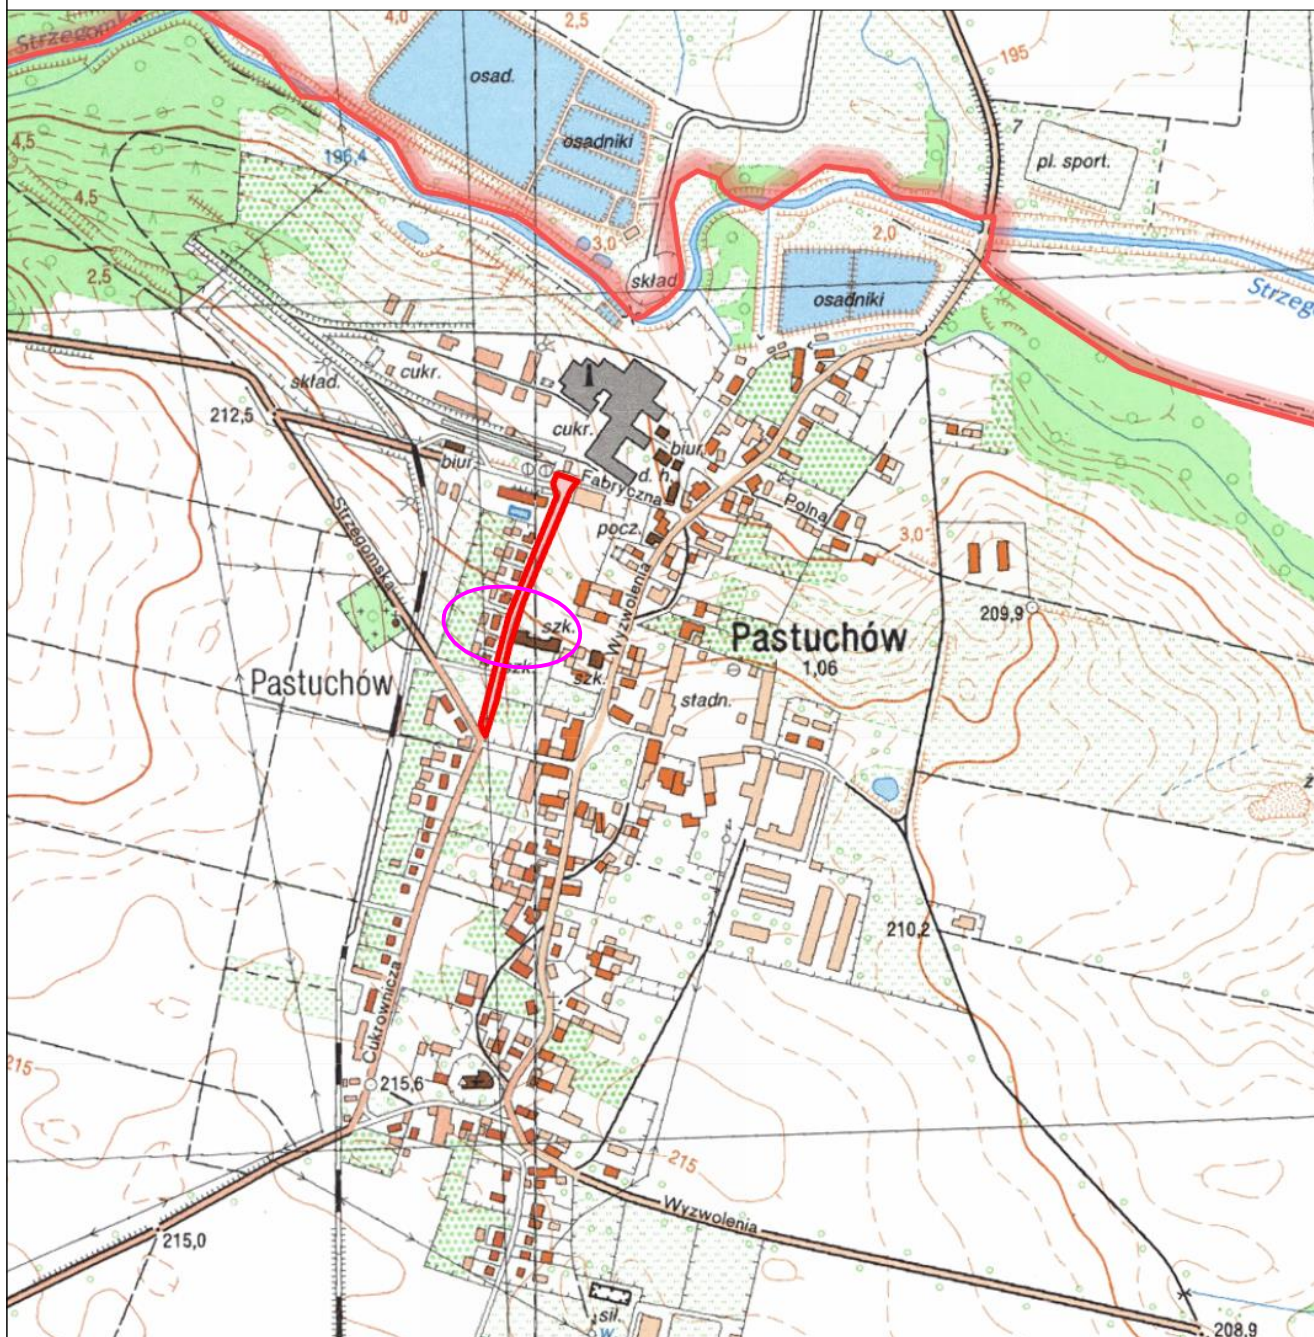 Strzegomka
4,0
2,5
osad.
195
osadniki
7
pl. sport.
4,5
196,4
4,5
3,0
2,0
2,5
skład
osadniki
skład.
cukr.
212,5
cukr.
biur.
biur.
d. h.
Fabryczna
Polna
Strzegomska
pocz.
3,0
209,9
szk.
Wyzwolenia
Pastuchów
1,06
szk.
szk.
Pastuchów
stadn.
210,2
Cukrownicza
215,6
215
215
Wyzwolenia
215,0
sil.
w
208,9